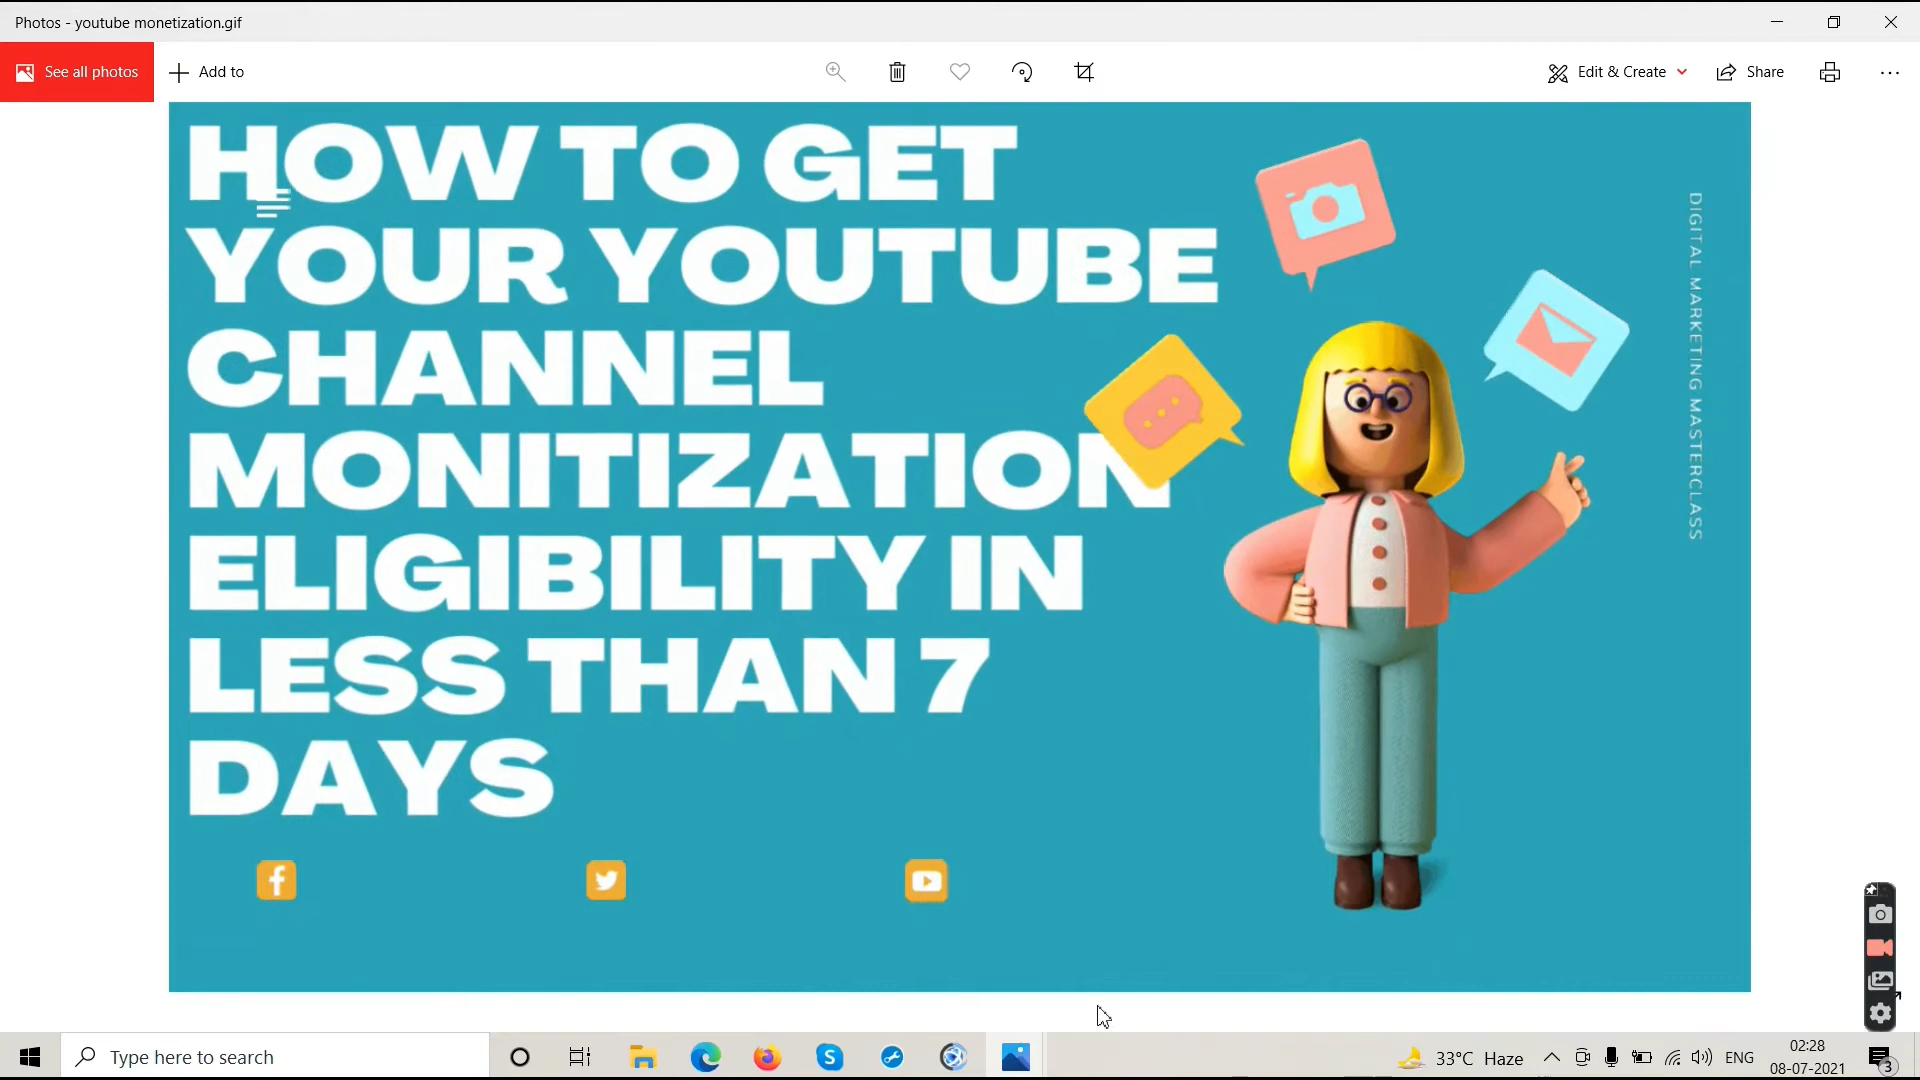 Photos - youtube monetization.gif
See all photos
Add to
Edit & Create
Share
HOW TO GET
YOUR YOUTUBE
CHANNEL
MONITIZATION
ELIGIBILITY IN
LESS THAN 7
DAYS
DIGITAL MARKETING MASTERCLASS
Type here to search
33°C Haze
ENG
02:28
08-07-2021
3